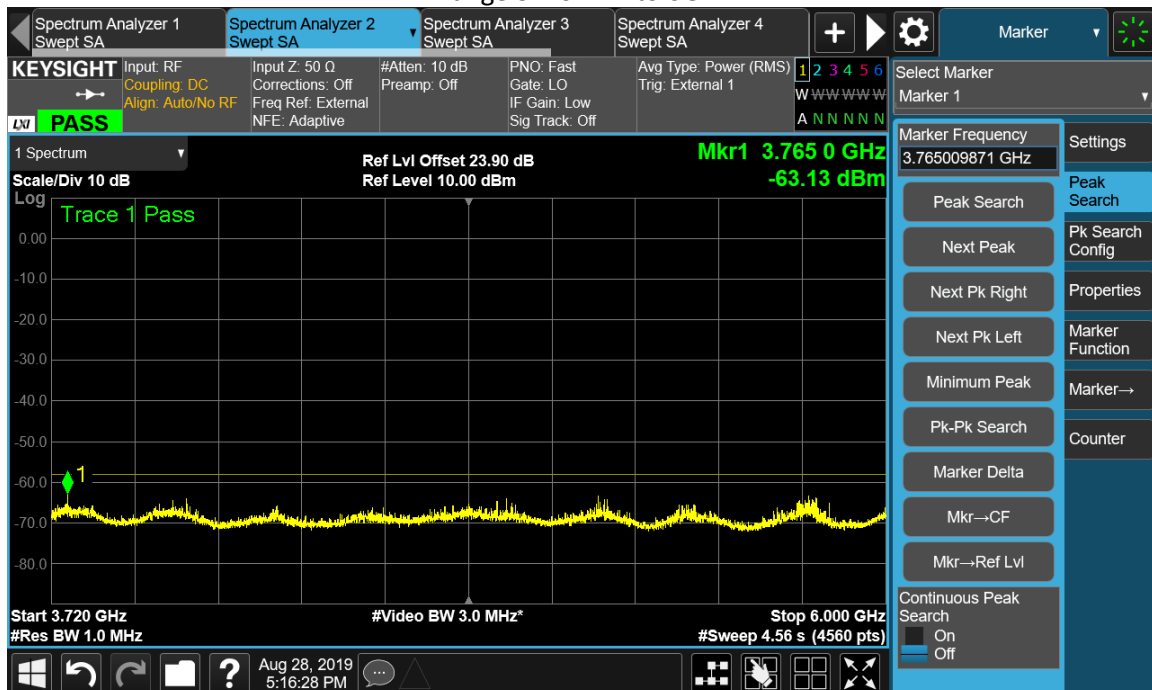 Spectrum Analyzer 1
Swept SA
Spectrum Analyzer 2
Swept SA
Spectrum Analyzer 3
Swept SA
Spectrum Analyzer 4
Swept SA
+
Marker
KEYSIGHT
LXI
PASS
Input: RF
Coupling: DC
Align: Auto/No RF
Input Z: 50 Ω
Corrections: Off
Freq Ref: External
NFE: Adaptive
#Atten: 10 dB
Preamp: Off
PNO: Fast
Gate: LO
IF Gain: Low
Sig Track: Off
Avg Type: Power (RMS)
Trig: External 1
1 2 3 4 5 6
W W W W W W
A N N N N N
Select Marker
Marker 1
1 Spectrum
Scale/Div 10 dB
Ref Lvl Offset 23.90 dB
Ref Level 10.00 dBm
Mkr1 3.765 0 GHz
-63.13 dBm
Log
Trace 1 Pass
0.00
-10.0
-20.0
-30.0
-40.0
-50.0
-60.0
-70.0
-80.0
1
Start 3.720 GHz
#Res BW 1.0 MHz
#Video BW 3.0 MHz*
Stop 6.000 GHz
#Sweep 4.56 s (4560 pts)
Marker Frequency
3.765009871 GHz
Peak Search
Next Peak
Next Pk Right
Next Pk Left
Minimum Peak
Pk-Pk Search
Marker Delta
Mkr→CF
Mkr→Ref Lvl
Continuous Peak
Search
On
Off
Settings
Peak
Search
Pk Search
Config
Properties
Marker
Function
Marker→
Counter
?
Aug 28, 2019
5:16:28 PM